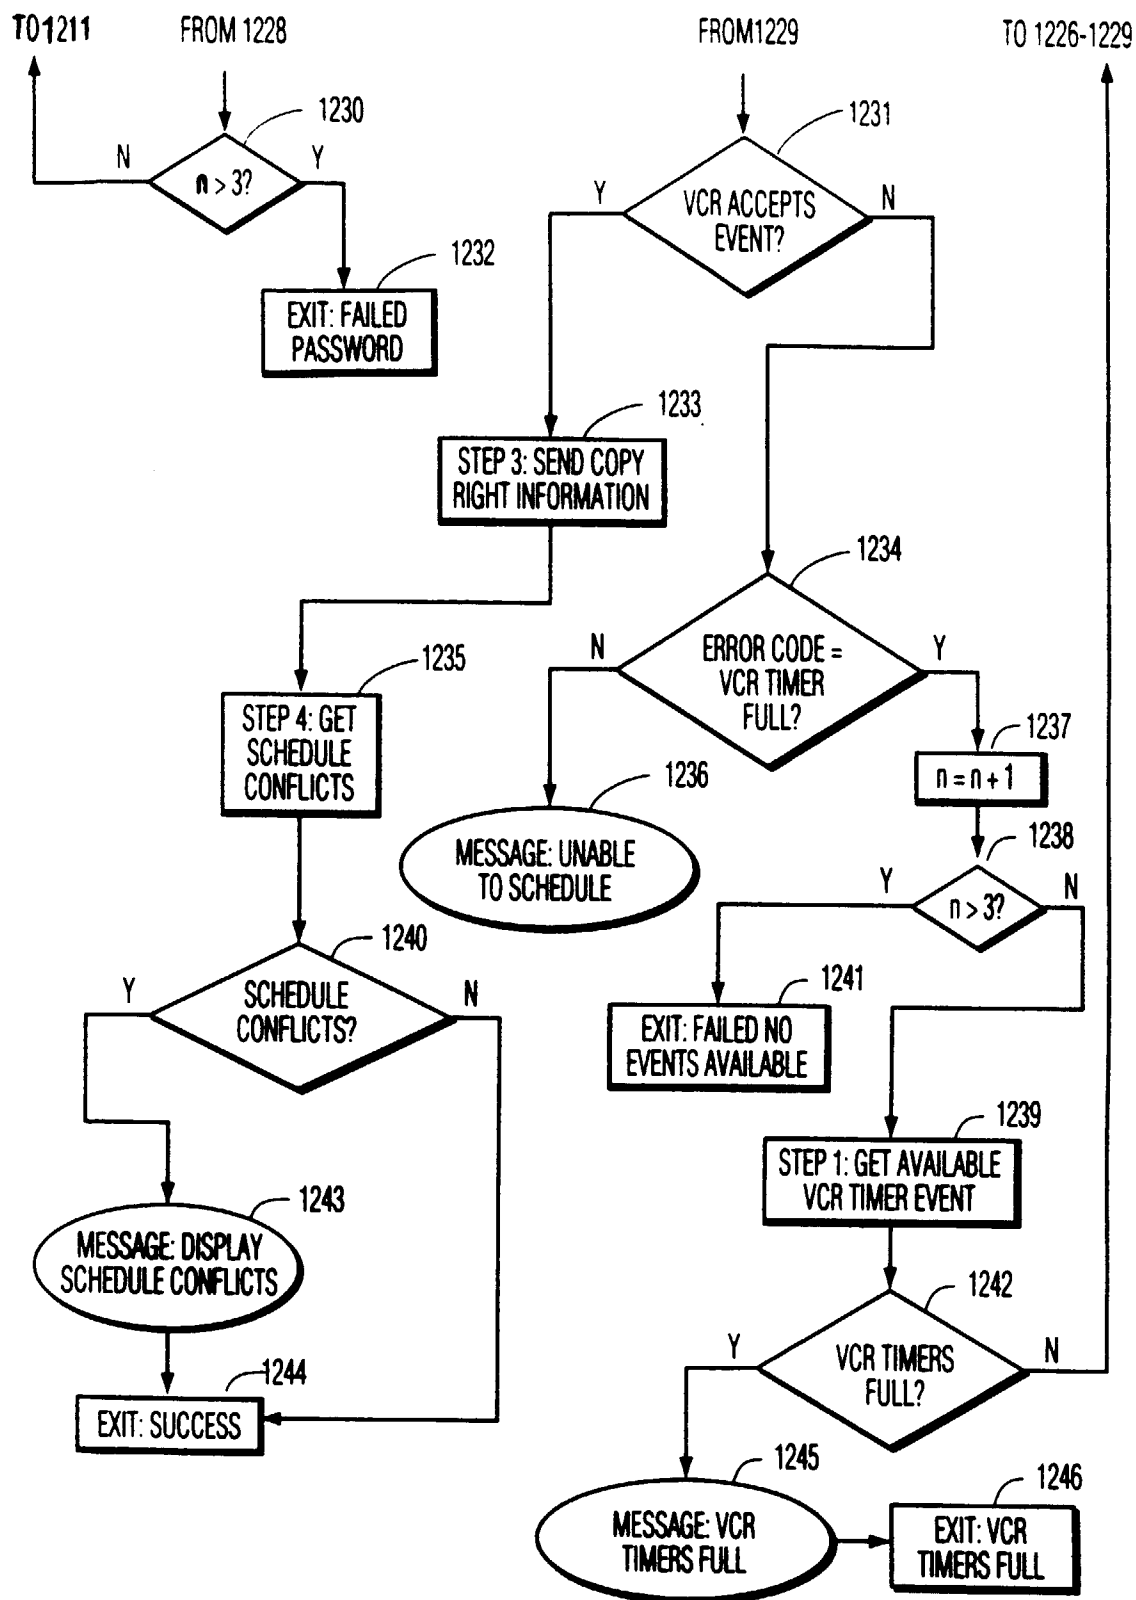 TO1211
FROM 1228
FROM1229
TO 1226-1229
1230
N
Y
n > 3?
1231
Y
N
VCR ACCEPTS
EVENT?
1232
EXIT: FAILED
PASSWORD
1233
STEP 3: SEND COPY
RIGHT INFORMATION
1234
N
Y
ERROR CODE =
VCR TIMER
FULL?
1235
STEP 4: GET
SCHEDULE
CONFLICTS
1236
MESSAGE: UNABLE
TO SCHEDULE
1237
n = n + 1
1238
Y
N
n > 3?
1240
Y
N
SCHEDULE
CONFLICTS?
1241
EXIT: FAILED NO
EVENTS AVAILABLE
1239
STEP 1: GET AVAILABLE
VCR TIMER EVENT
1243
MESSAGE: DISPLAY
SCHEDULE CONFLICTS
1242
Y
N
VCR TIMERS
FULL?
1244
EXIT: SUCCESS
1245
MESSAGE: VCR
TIMERS FULL
1246
EXIT: VCR
TIMERS FULL